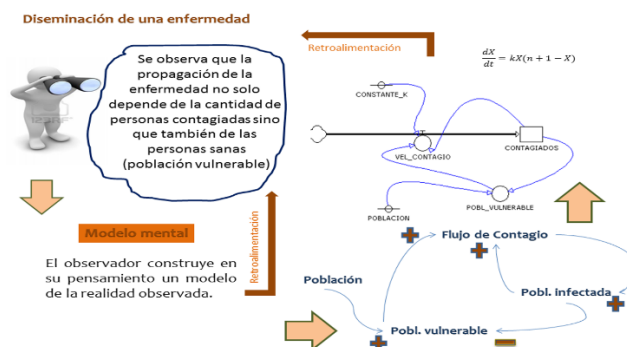 Diseminación de una enfermedad
Retroalimentación
Se observa que la
propagación de la
enfermedad no solo
depende de la cantidad de
personas contagiadas sino
que también de las
personas sanas
(población vulnerable)
dX/dt = kX(n + 1 − X)
CONSTANTE_K
VEL_CONTAGIO
CONTAGIADOS
POBLACION
POBL_VULNERABLE
Modelo mental
El observador construye en
su pensamiento un modelo
de la realidad observada.
Retroalimentación
Flujo de Contagio
Población
Pobl. infectada
Pobl. vulnerable